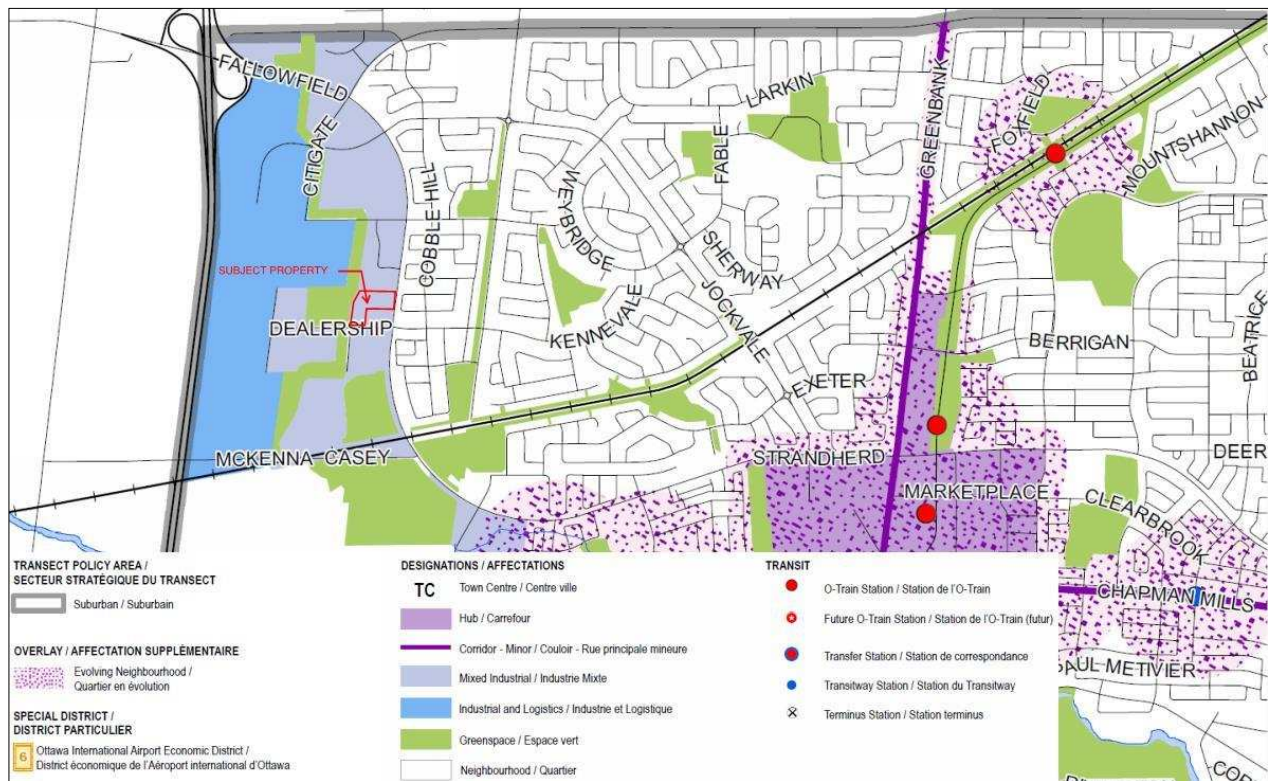 FALLOWFIELD
CITIGATE
COBBLE HILL
WEYBRIDGE
FABLE
LARKIN
GREENBANK
FOXFIELD
MOUNTSHANNON
SHERWAY
JOCKVALE
SUBJECT PROPERTY
DEALERSHIP
KENNEVALE
BERRIGAN
BEATRICE
EXETER
MCKENNA CASEY
STRANDHERD
DEER
MARKETPLACE
CLEARBROOK
CHAPMAN MILLS
PAUL METIVIER
TRANSECT POLICY AREA /
SECTEUR STRATÉGIQUE DU TRANSECT
Suburban / Suburbain
OVERLAY / AFFECTATION SUPPLÉMENTAIRE
Evolving Neighbourhood /
Quartier en évolution
SPECIAL DISTRICT /
DISTRICT PARTICULIER
6
Ottawa International Airport Economic District /
District économique de l'Aéroport international d'Ottawa
DESIGNATIONS / AFFECTATIONS
TC Town Centre / Centre ville
Hub / Carrefour
Corridor - Minor / Couloir - Rue principale mineure
Mixed Industrial / Industrie Mixte
Industrial and Logistics / Industrie et Logistique
Greenspace / Espace vert
Neighbourhood / Quartier
TRANSIT
O-Train Station / Station de l'O-Train
Future O-Train Station / Station de l'O-Train (futur)
Transfer Station / Station de correspondance
Transitway Station / Station du Transitway
Terminus Station / Station terminus